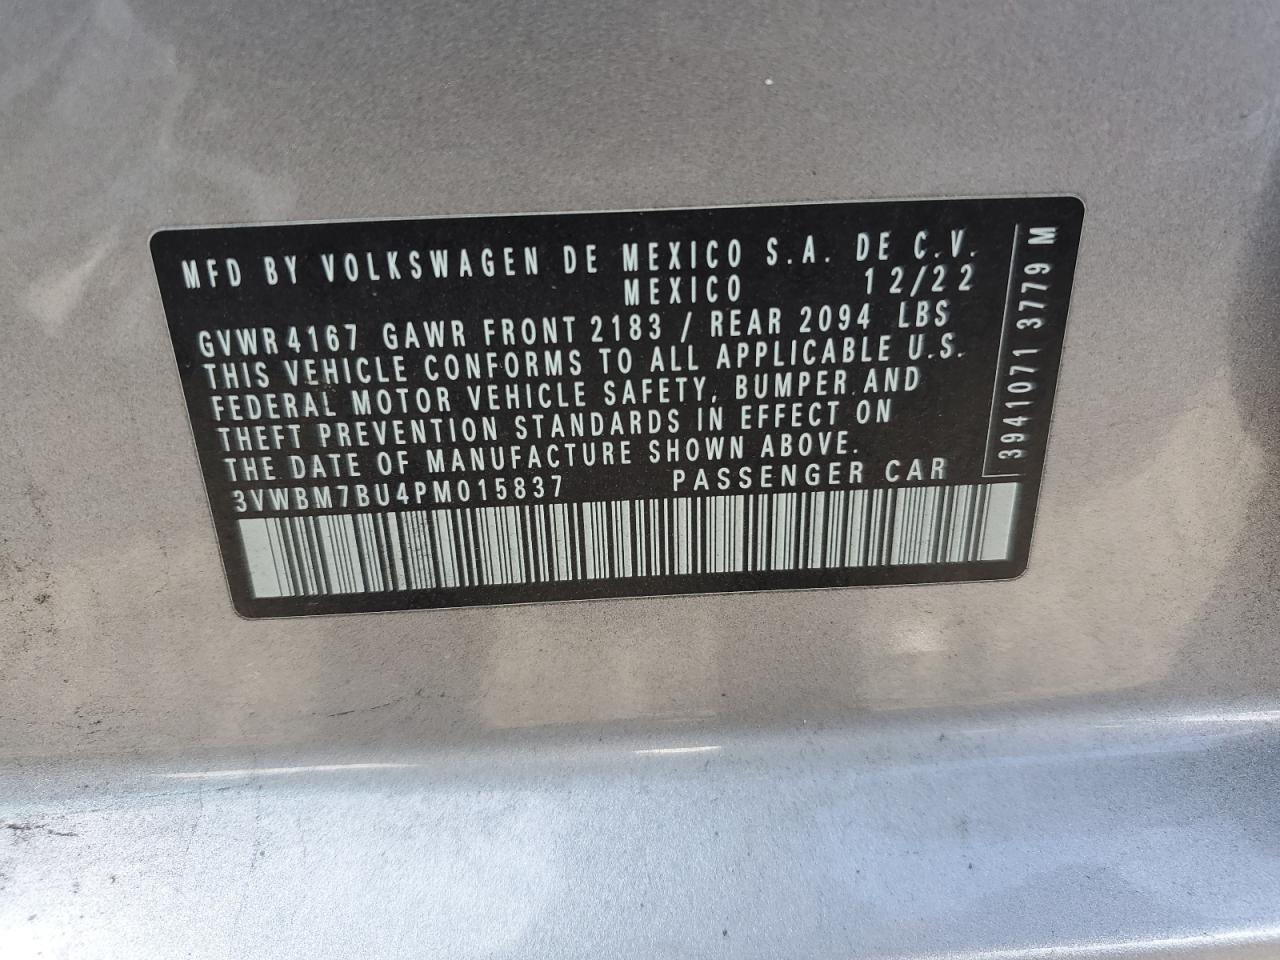 MFD BY VOLKSWAGEN DE MEXICO S.A. DE C.V.
MEXICO 12/22
GVWR 4167 GAWR FRONT 2183 / REAR 2094 LBS
THIS VEHICLE CONFORMS TO ALL APPLICABLE U.S.
FEDERAL MOTOR VEHICLE SAFETY, BUMPER AND
THEFT PREVENTION STANDARDS IN EFFECT ON
THE DATE OF MANUFACTURE SHOWN ABOVE.
3VWBM7BU4PM015837 PASSENGER CAR
3941071 3779 M